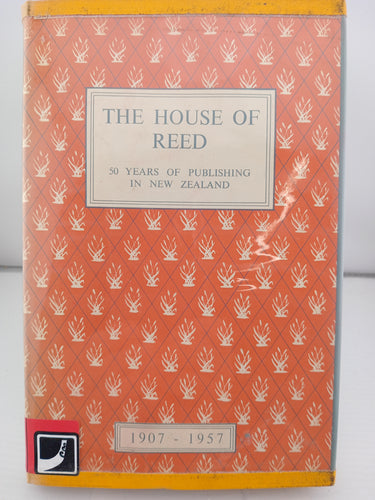 THE HOUSE OF
REED
50 YEARS OF PUBLISHING
IN NEW ZEALAND
1907 - 1957